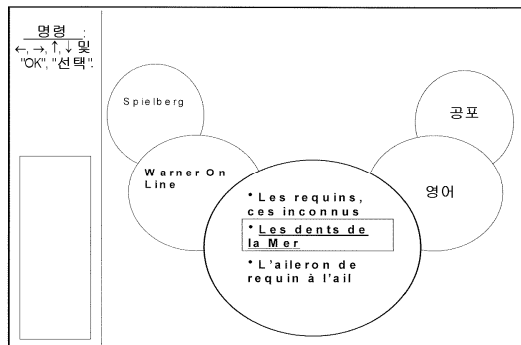 명령 :
←, →, ↑, ↓ 및
"OK", "선택".
Spielberg
공포
Warner On
Line
영어
* Les requins,
ces inconnus
* Les dents de
la Mer
* L'aileron de
requin à l'ail